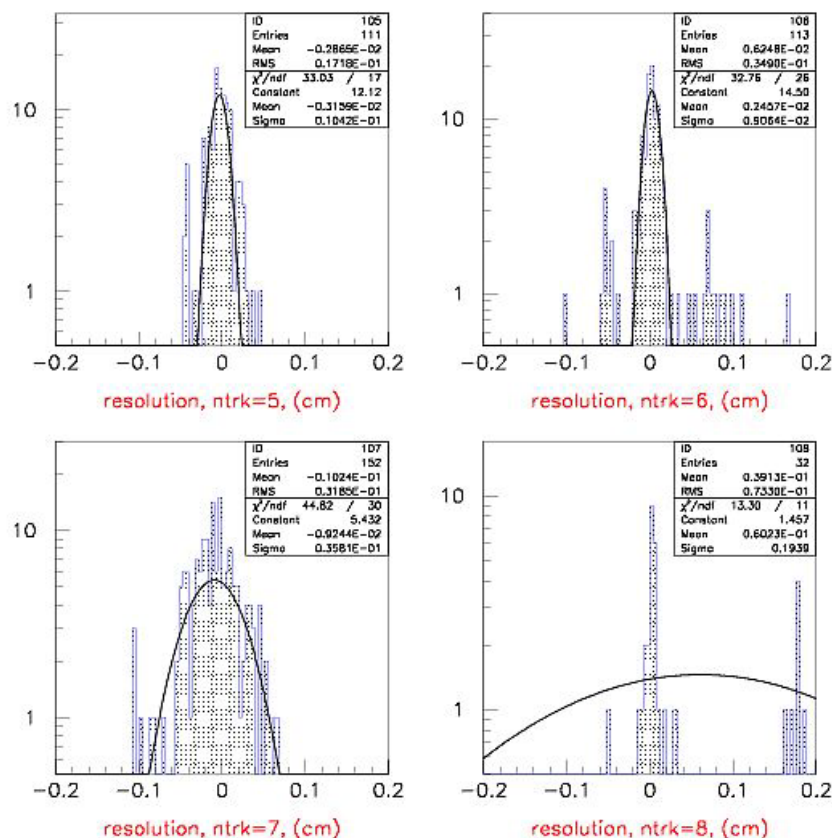 ID 105
Entries 111
Mean -0.2865E-02
RMS 0.1718E-01
χ²/ndf 33.03 / 17
Constant 12.12
Mean -0.3159E-02
Sigma 0.1042E-01
10
1
-0.2 -0.1 0 0.1 0.2
resolution, ntrk=5, (cm)
ID 106
Entries 113
Mean 0.6248E-02
RMS 0.3490E-01
χ²/ndf 32.76 / 26
Constant 14.50
Mean 0.2457E-02
Sigma 0.9064E-02
10
1
-0.2 -0.1 0 0.1 0.2
resolution, ntrk=6, (cm)
ID 107
Entries 152
Mean -0.1024E-01
RMS 0.3185E-01
χ²/ndf 44.82 / 30
Constant 5.432
Mean -0.9244E-02
Sigma 0.3581E-01
10
1
-0.2 -0.1 0 0.1 0.2
resolution, ntrk=7, (cm)
ID 108
Entries 32
Mean 0.3913E-01
RMS 0.7330E-01
χ²/ndf 13.30 / 11
Constant 1.457
Mean 0.6023E-01
Sigma 0.1939
10
1
-0.2 -0.1 0 0.1 0.2
resolution, ntrk=8, (cm)